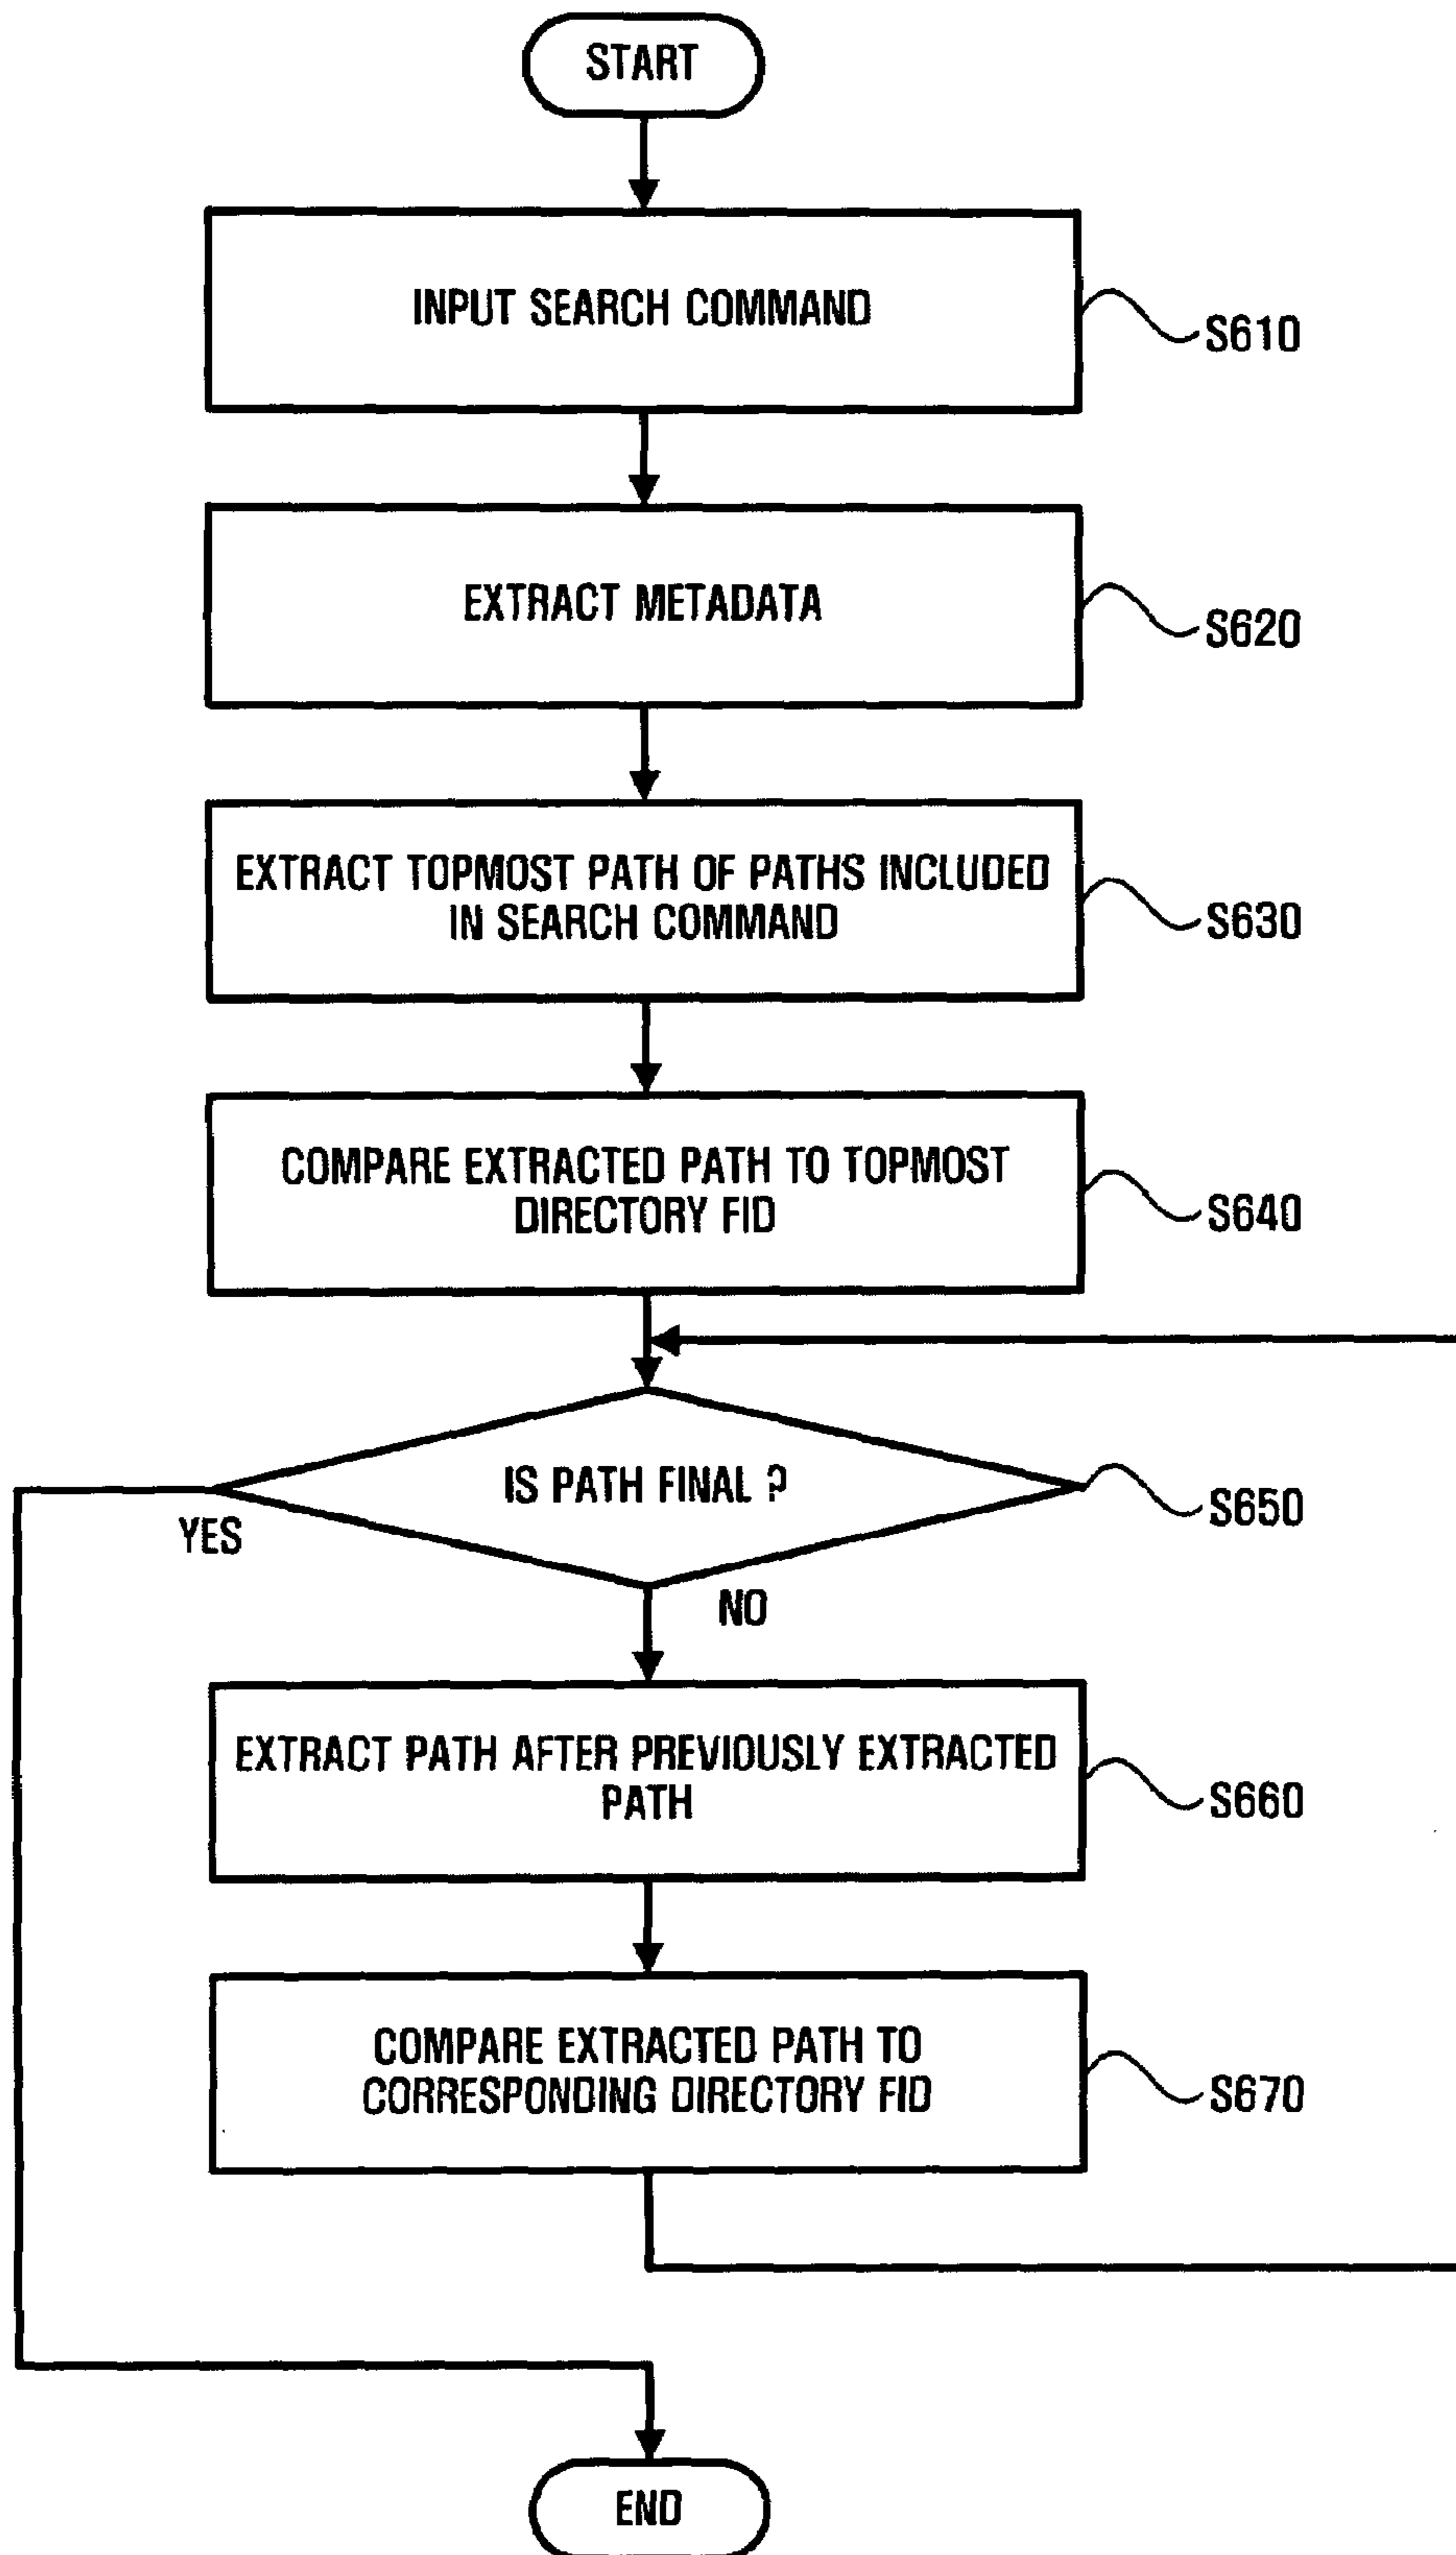 START
INPUT SEARCH COMMAND
S610
EXTRACT METADATA
S620
EXTRACT TOPMOST PATH OF PATHS INCLUDED
IN SEARCH COMMAND
S630
COMPARE EXTRACTED PATH TO TOPMOST
DIRECTORY FID
S640
IS PATH FINAL ?
S650
YES
NO
EXTRACT PATH AFTER PREVIOUSLY EXTRACTED
PATH
S660
COMPARE EXTRACTED PATH TO
CORRESPONDING DIRECTORY FID
S670
END